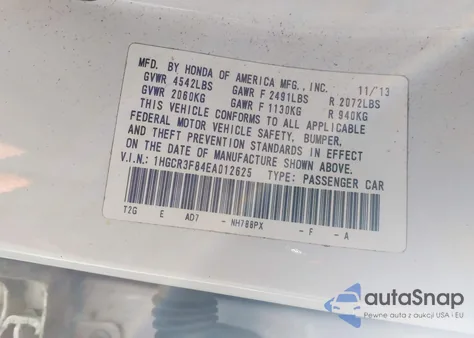 MFD. BY HONDA OF AMERICA MFG., INC. 11/13
GVWR 4542LBS GAWR F 2491LBS R 2072LBS
GVWR 2060KG GAWR F 1130KG R 940KG
THIS VEHICLE CONFORMS TO ALL APPLICABLE
FEDERAL MOTOR VEHICLE SAFETY, BUMPER,
AND THEFT PREVENTION STANDARDS IN EFFECT
ON THE DATE OF MANUFACTURE SHOWN ABOVE.
V.I.N.: 1HGCR3F84EA012625 TYPE: PASSENGER CAR
T2G E AD7 - NH788PX - F - A
autoSnap
Pewne auta z aukcji USA i EU